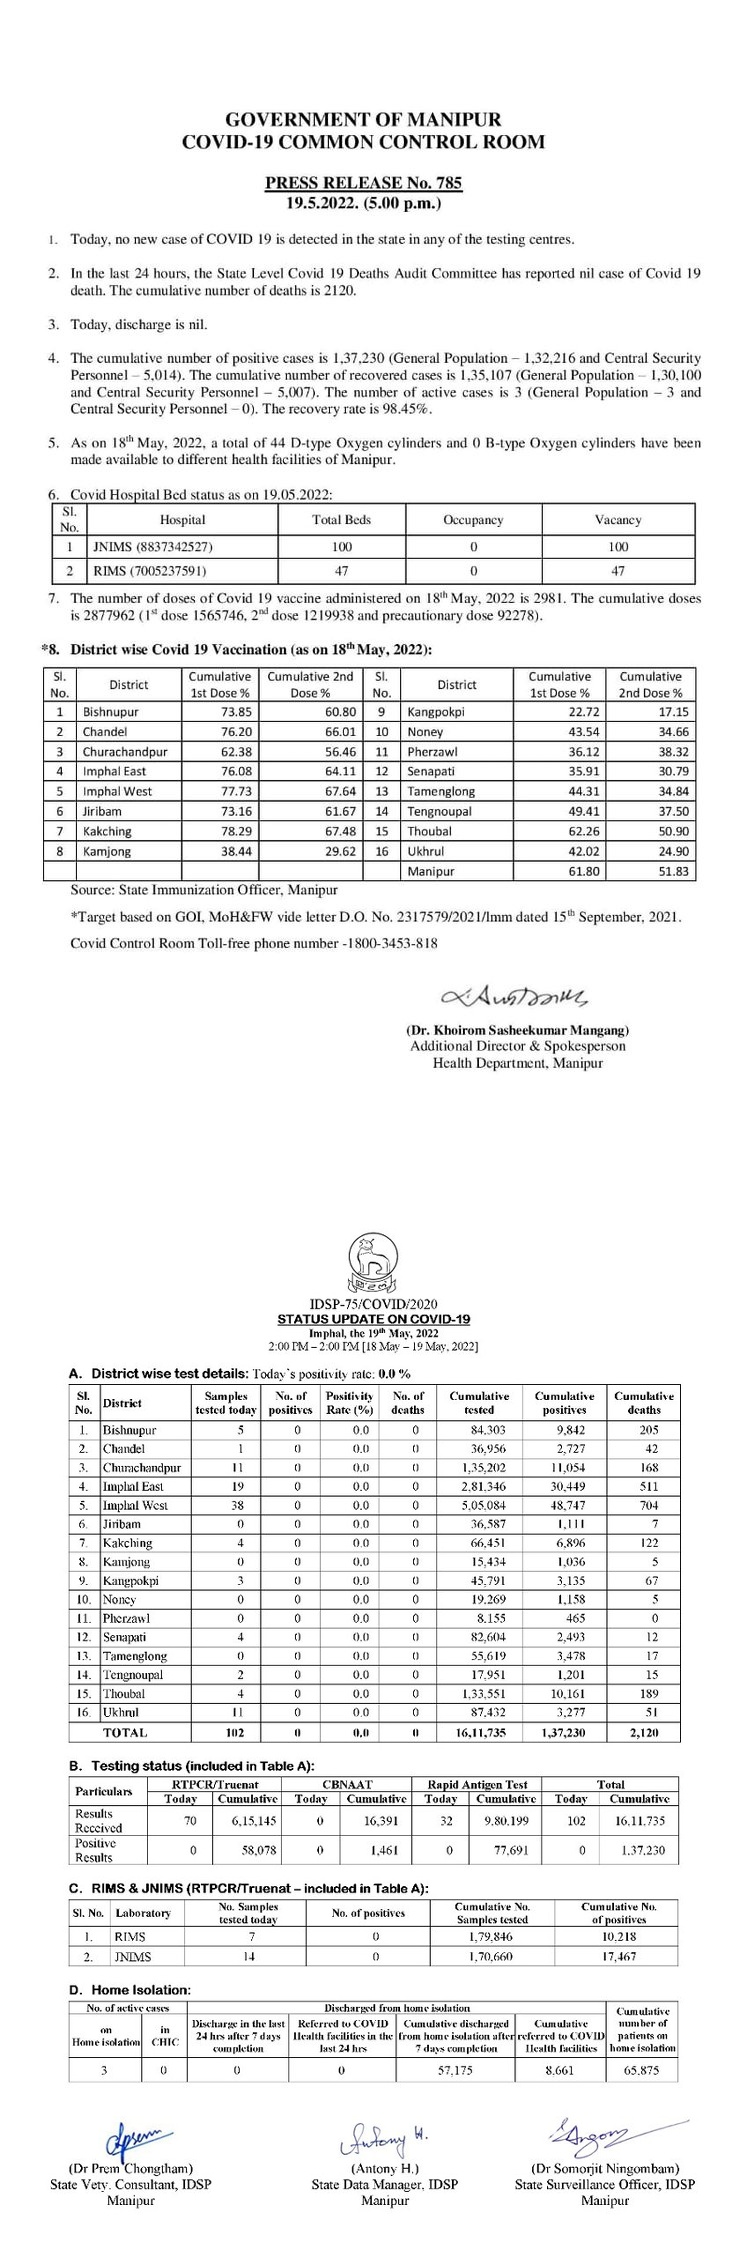 GOVERNMENT OF MANIPUR
COVID-19 COMMON CONTROL ROOM
PRESS RELEASE No. 785
19.5.2022. (5.00 p.m.)
1. Today, no new case of COVID 19 is detected in the state in any of the testing centres.
2. In the last 24 hours, the State Level Covid 19 Deaths Audit Committee has reported nil case of Covid 19
death. The cumulative number of deaths is 2120.
3. Today, discharge is nil.
4. The cumulative number of positive cases is 1,37,230 (General Population – 1,32,216 and Central Security
Personnel – 5,014). The cumulative number of recovered cases is 1,35,107 (General Population – 1,30,100
and Central Security Personnel – 5,007). The number of active cases is 3 (General Population – 3 and
Central Security Personnel – 0). The recovery rate is 98.45%.
5. As on 18th May, 2022, a total of 44 D-type Oxygen cylinders and 0 B-type Oxygen cylinders have been
made available to different health facilities of Manipur.
6. Covid Hospital Bed status as on 19.05.2022:
Sl. No. Hospital Total Beds Occupancy Vacancy
1 JNIMS (8837342527) 100 0 100
2 RIMS (7005237591) 47 0 47
7. The number of doses of Covid 19 vaccine administered on 18th May, 2022 is 2981. The cumulative doses
is 2877962 (1st dose 1565746, 2nd dose 1219938 and precautionary dose 92278).
*8. District wise Covid 19 Vaccination (as on 18th May, 2022):
Sl. No. District Cumulative 1st Dose % Cumulative 2nd Dose % Sl. No. District Cumulative 1st Dose % Cumulative 2nd Dose %
1 Bishnupur 73.85 60.80 9 Kangpokpi 22.72 17.15
2 Chandel 76.20 66.01 10 Noney 43.54 34.66
3 Churachandpur 62.38 56.46 11 Pherzawl 36.12 38.32
4 Imphal East 76.08 64.11 12 Senapati 35.91 30.79
5 Imphal West 77.73 67.64 13 Tamenglong 44.31 34.84
6 Jiribam 73.16 61.67 14 Tengnoupal 49.41 37.50
7 Kakching 78.29 67.48 15 Thoubal 62.26 50.90
8 Kamjong 38.44 29.62 16 Ukhrul 42.02 24.90
Manipur 61.80 51.83
Source: State Immunization Officer, Manipur
*Target based on GOI, MoH&FW vide letter D.O. No. 2317579/2021/Imm dated 15th September, 2021.
Covid Control Room Toll-free phone number -1800-3453-818
(Dr. Khoirom Sasheekumar Mangang)
Additional Director & Spokesperson
Health Department, Manipur
IDSP-75/COVID/2020
STATUS UPDATE ON COVID-19
Imphal, the 19th May, 2022
2:00 PM – 2:00 PM [18 May – 19 May, 2022]
A. District wise test details: Today's positivity rate: 0.0 %
Sl. No. District Samples tested today No. of positives Positivity Rate (%) No. of deaths Cumulative tested Cumulative positives Cumulative deaths
1. Bishnupur 5 0 0.0 0 84,303 9,842 205
2. Chandel 1 0 0.0 0 36,956 2,727 42
3. Churachandpur 11 0 0.0 0 1,35,202 11,054 168
4. Imphal East 19 0 0.0 0 2,81,346 30,449 511
5. Imphal West 38 0 0.0 0 5,05,084 48,747 704
6. Jiribam 0 0 0.0 0 36,587 1,111 7
7. Kakching 4 0 0.0 0 66,451 6,896 122
8. Kamjong 0 0 0.0 0 15,434 1,036 5
9. Kangpokpi 3 0 0.0 0 45,791 3,135 67
10. Noney 0 0 0.0 0 19,269 1,158 5
11. Pherzawl 0 0 0.0 0 8,155 465 0
12. Senapati 4 0 0.0 0 82,604 2,493 12
13. Tamenglong 0 0 0.0 0 55,619 3,478 17
14. Tengnoupal 2 0 0.0 0 17,951 1,201 15
15. Thoubal 4 0 0.0 0 1,33,551 10,161 189
16. Ukhrul 11 0 0.0 0 87,432 3,277 51
TOTAL 102 0 0.0 0 16,11,735 1,37,230 2,120
B. Testing status (included in Table A):
Particulars RTPCR/Truenat CBNAAT Rapid Antigen Test Total
Today Cumulative Today Cumulative Today Cumulative Today Cumulative
Results Received 70 6,15,145 0 16,391 32 9,80,199 102 16,11,735
Positive Results 0 58,078 0 1,461 0 77,691 0 1,37,230
C. RIMS & JNIMS (RTPCR/Truenat – included in Table A):
Sl. No. Laboratory No. Samples tested today No. of positives Cumulative No. Samples tested Cumulative No. of positives
1. RIMS 7 0 1,79,846 10,218
2. JNIMS 14 0 1,70,660 17,467
D. Home Isolation:
No. of active cases Discharged from home isolation Cumulative number of patients on home isolation
on Home isolation in CHIC Discharge in the last 24 hrs after 7 days completion Referred to COVID Health facilities in the last 24 hrs Cumulative discharged from home isolation after 7 days completion Cumulative referred to COVID Health facilities
3 0 0 0 57,175 8,661 65,875
Antony H.
(Dr Prem Chongtham) (Antony H.) (Dr Somorjit Ningombam)
State Vety. Consultant, IDSP State Data Manager, IDSP State Surveillance Officer, IDSP
Manipur Manipur Manipur